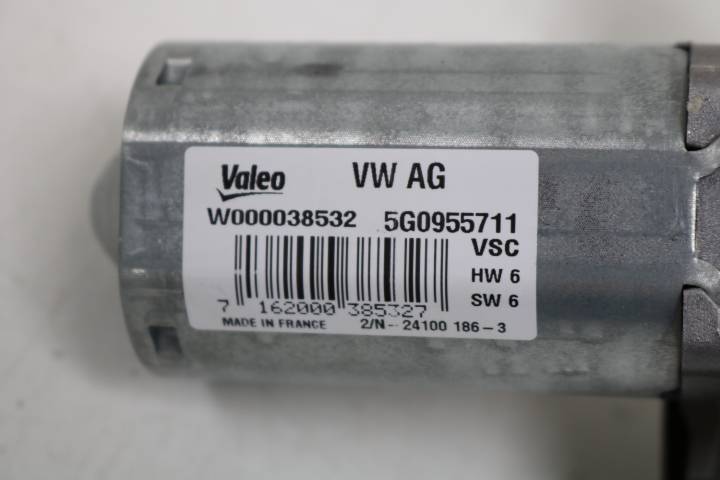 Valeo VW AG
W000038532 5G0955711
VSC
HW 6
SW 6
7 162000 385327
MADE IN FRANCE 2/N - 24100 186-3